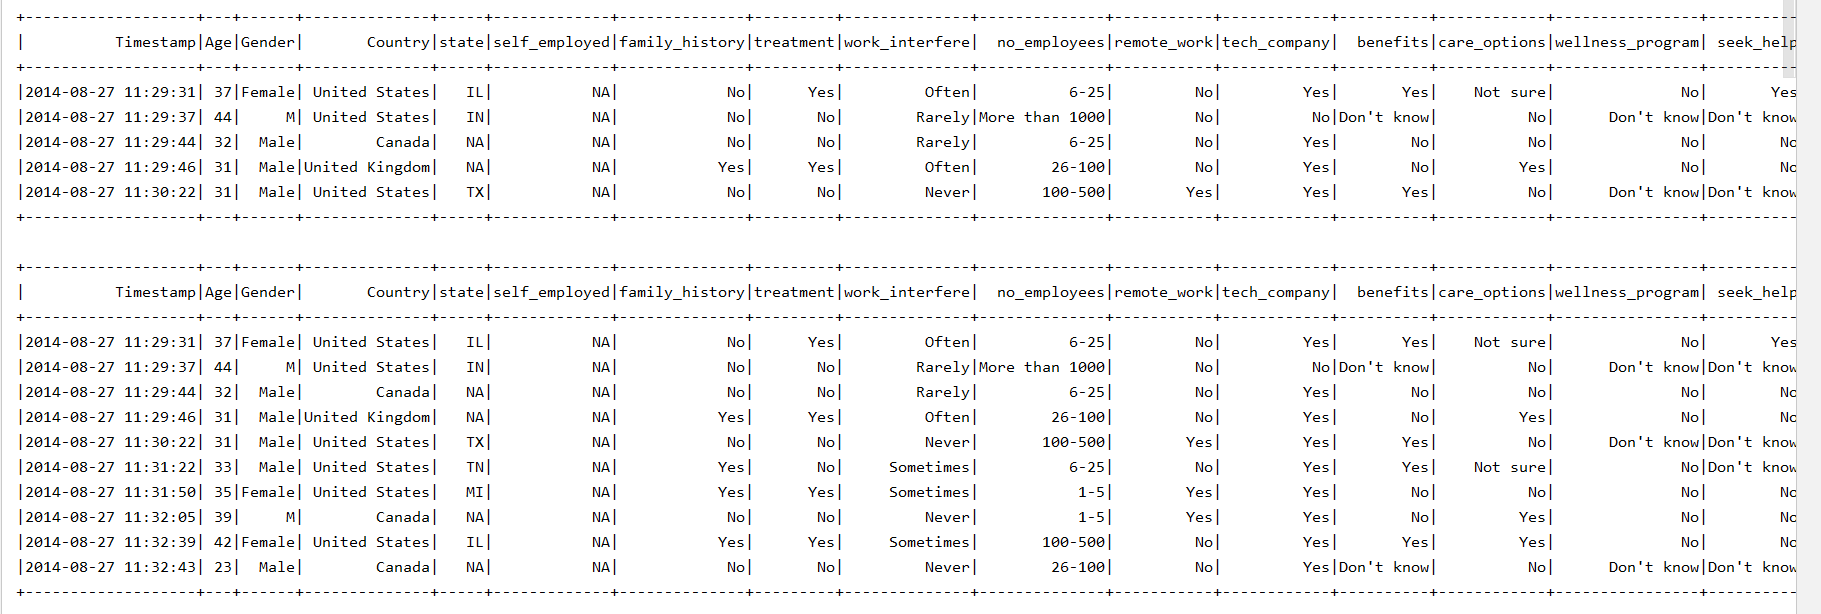 +-------------------+---+------+--------------+-----+-------------+--------------+---------+--------------+--------------+-----------+------------+----------+------------+----------------+----------
|          Timestamp|Age|Gender|       Country|state|self_employed|family_history|treatment|work_interfere|  no_employees|remote_work|tech_company|  benefits|care_options|wellness_program| seek_help
+-------------------+---+------+--------------+-----+-------------+--------------+---------+--------------+--------------+-----------+------------+----------+------------+----------------+----------
|2014-08-27 11:29:31| 37|Female| United States|   IL|           NA|            No|      Yes|         Often|          6-25|         No|         Yes|       Yes|    Not sure|              No|       Yes
|2014-08-27 11:29:37| 44|     M| United States|   IN|           NA|            No|       No|        Rarely|More than 1000|         No|          No|Don't know|          No|      Don't know|Don't know
|2014-08-27 11:29:44| 32|  Male|        Canada|   NA|           NA|            No|       No|        Rarely|          6-25|         No|         Yes|        No|          No|              No|        No
|2014-08-27 11:29:46| 31|  Male|United Kingdom|   NA|           NA|           Yes|      Yes|         Often|        26-100|         No|         Yes|        No|         Yes|              No|        No
|2014-08-27 11:30:22| 31|  Male| United States|   TX|           NA|            No|       No|         Never|       100-500|        Yes|         Yes|       Yes|          No|      Don't know|Don't know
+-------------------+---+------+--------------+-----+-------------+--------------+---------+--------------+--------------+-----------+------------+----------+------------+----------------+----------
+-------------------+---+------+--------------+-----+-------------+--------------+---------+--------------+--------------+-----------+------------+----------+------------+----------------+----------
|          Timestamp|Age|Gender|       Country|state|self_employed|family_history|treatment|work_interfere|  no_employees|remote_work|tech_company|  benefits|care_options|wellness_program| seek_help
+-------------------+---+------+--------------+-----+-------------+--------------+---------+--------------+--------------+-----------+------------+----------+------------+----------------+----------
|2014-08-27 11:29:31| 37|Female| United States|   IL|           NA|            No|      Yes|         Often|          6-25|         No|         Yes|       Yes|    Not sure|              No|       Yes
|2014-08-27 11:29:37| 44|     M| United States|   IN|           NA|            No|       No|        Rarely|More than 1000|         No|          No|Don't know|          No|      Don't know|Don't know
|2014-08-27 11:29:44| 32|  Male|        Canada|   NA|           NA|            No|       No|        Rarely|          6-25|         No|         Yes|        No|          No|              No|        No
|2014-08-27 11:29:46| 31|  Male|United Kingdom|   NA|           NA|           Yes|      Yes|         Often|        26-100|         No|         Yes|        No|         Yes|              No|        No
|2014-08-27 11:30:22| 31|  Male| United States|   TX|           NA|            No|       No|         Never|       100-500|        Yes|         Yes|       Yes|          No|      Don't know|Don't know
|2014-08-27 11:31:22| 33|  Male| United States|   TN|           NA|           Yes|       No|     Sometimes|          6-25|         No|         Yes|       Yes|    Not sure|              No|Don't know
|2014-08-27 11:31:50| 35|Female| United States|   MI|           NA|           Yes|      Yes|     Sometimes|           1-5|        Yes|         Yes|        No|          No|              No|        No
|2014-08-27 11:32:05| 39|     M|        Canada|   NA|           NA|            No|       No|         Never|           1-5|        Yes|         Yes|        No|         Yes|              No|        No
|2014-08-27 11:32:39| 42|Female| United States|   IL|           NA|           Yes|      Yes|     Sometimes|       100-500|         No|         Yes|       Yes|         Yes|              No|        No
|2014-08-27 11:32:43| 23|  Male|        Canada|   NA|           NA|            No|       No|         Never|        26-100|         No|         Yes|Don't know|          No|      Don't know|Don't know
+-------------------+---+------+--------------+-----+-------------+--------------+---------+--------------+--------------+-----------+------------+----------+------------+----------------+----------